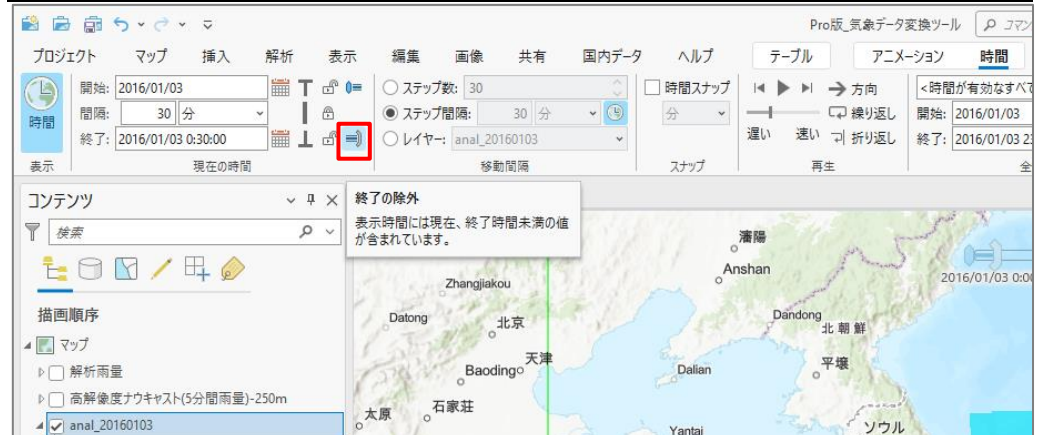 Pro版_気象データ変換ツール
プロジェクト マップ 挿入 解析 表示 編集 画像 共有 国内データ ヘルプ テーブル アニメーション 時間
時間
表示
開始: 2016/01/03
間隔: 30 分
終了: 2016/01/03 0:30:00
現在の時間
ステップ数: 30
ステップ間隔: 30 分
レイヤー: anal_20160103
移動間隔
時間スナップ
分
スナップ
方向
繰り返し
遅い 速い 折り返し
再生
<時間が有効なすべて
開始: 2016/01/03
終了: 2016/01/03
全
コンテンツ
検索
描画順序
マップ
解析雨量
高解像度ナウキャスト(5分間雨量)-250m
anal_20160103
終了の除外
表示時間には現在、終了時間未満の値
が含まれています。
瀋陽
Anshan
2016/01/03 0:00
Zhangjiakou
Datong
北京
Dandong
北朝鮮
天津
平壌
Baoding
Dalian
石家荘
太原
Yantai
ソウル